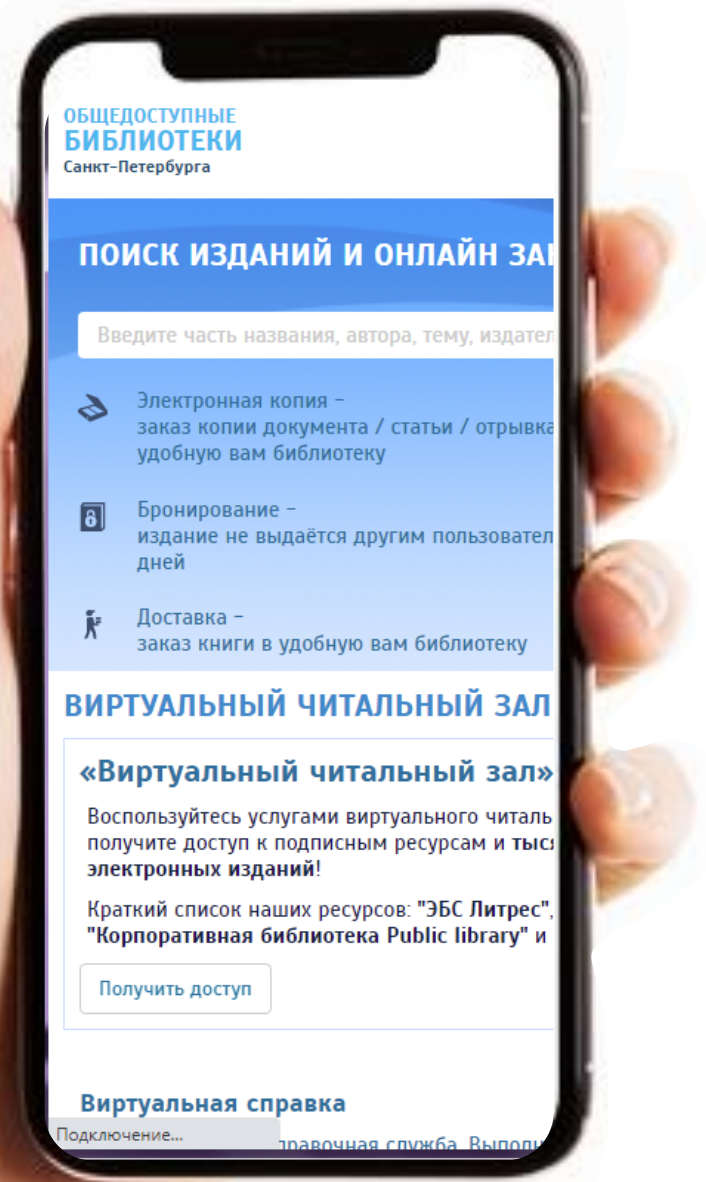 ОБЩЕДОСТУПНЫЕ
БИБЛИОТЕКИ
Санкт-Петербурга
ПОИСК ИЗДАНИЙ И ОНЛАЙН
Введите часть названия, автора, тему,
Электронная копия –
заказ копии документа / статьи /
удобную вам библиотеку
Бронирование –
издание не выдаётся другим
дней
Доставка –
заказ книги в удобную вам библиотеку
ВИРТУАЛЬНЫЙ ЧИТАЛЬНЫЙ ЗАЛ
«Виртуальный читальный зал»
Воспользуйтесь услугами виртуального
получите доступ к подписным ресурсам и
электронных изданий!
Краткий список наших ресурсов: "ЭБС Литрес",
"Корпоративная библиотека Public library" и
Получить доступ
Виртуальная справка
Подключение...
служба.